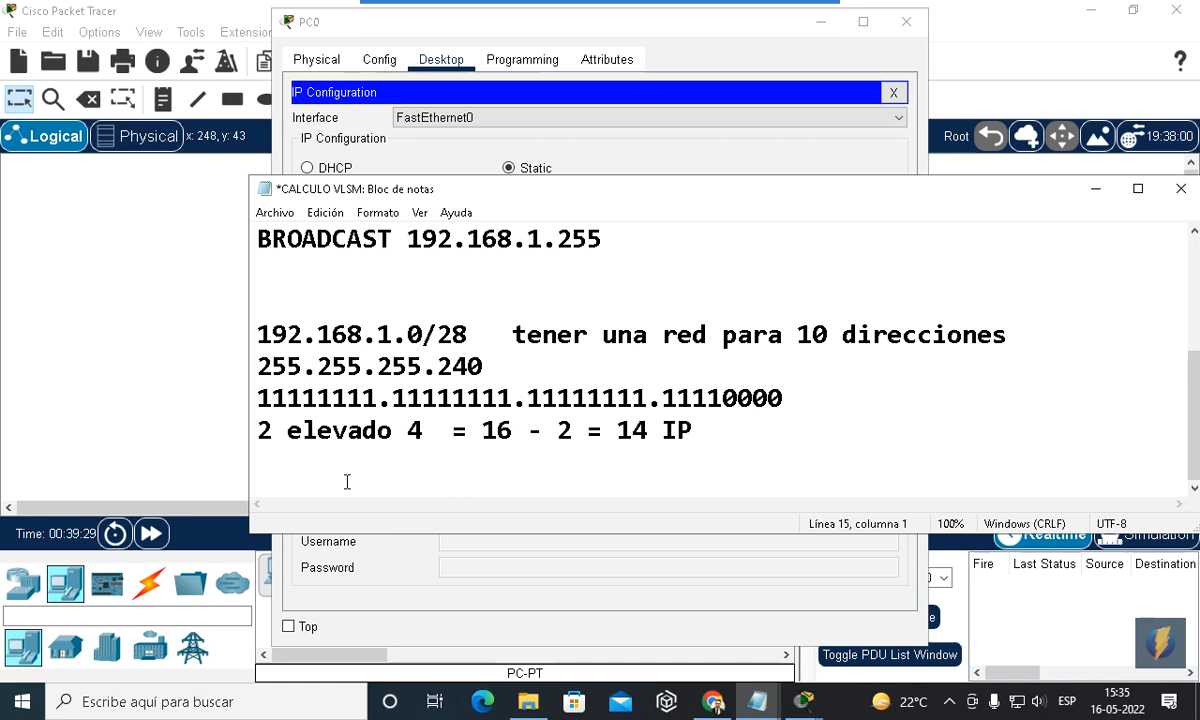 Cisco Packet Tracer
File Edit Options View Tools Extension
PC0
Physical Config Desktop Programming Attributes
IP Configuration X
Interface FastEthernet0
IP Configuration
DHCP Static
Logical Physical x: 248, y: 43
Root 19:38:00
*CALCULO VLSM: Bloc de notas
Archivo Edición Formato Ver Ayuda
BROADCAST 192.168.1.255
192.168.1.0/28 tener una red para 10 direcciones
255.255.255.240
11111111.11111111.11111111.11110000
2 elevado 4 = 16 - 2 = 14 IP
Línea 15, columna 1 100% Windows (CRLF) UTF-8
Time: 00:39:29
Realtime Simulation
Username
Password
Fire Last Status Source Destination
Top
Toggle PDU List Window
PC-PT
Escribe aquí para buscar
22°C ESP 15:35
16-05-2022